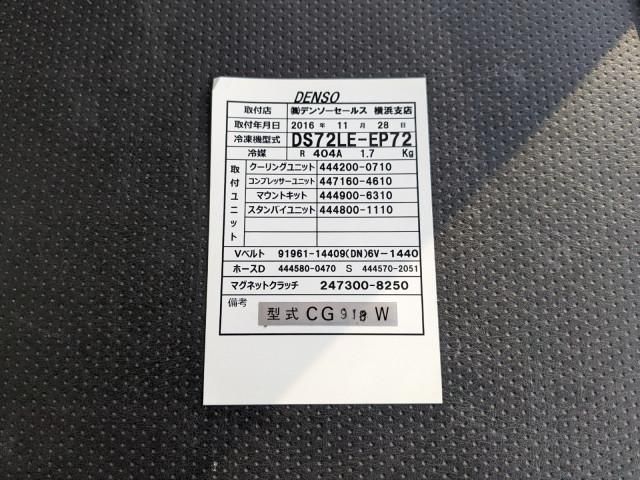 DENSO
取付店 ㈱デンソーセールス 横浜支店
取付年月日 2016 年 11 月 28 日
冷凍機型式 DS72LE-EP72
冷媒 R 404A 1.7 Kg
取付ユニット
クーリングユニット 444200-0710
コンプレッサーユニット 447160-4610
マウントキット 444900-6310
スタンバイユニット 444800-1110
Vベルト 91961-14409(DN)6V-1440
ホースD 444580-0470 S 444570-2051
マグネットクラッチ 247300-8250
備考
型式 CG 918 W